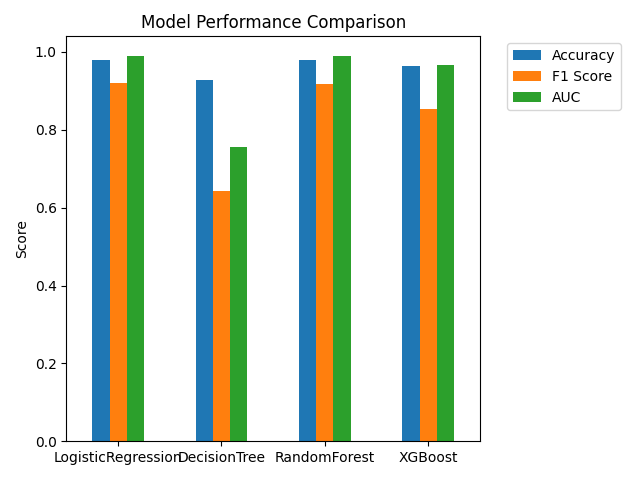 Model Performance Comparison
Accuracy
F1 Score
AUC
Score
1.0
0.8
0.6
0.4
0.2
0.0
LogisticRegression DecisionTree RandomForest XGBoost